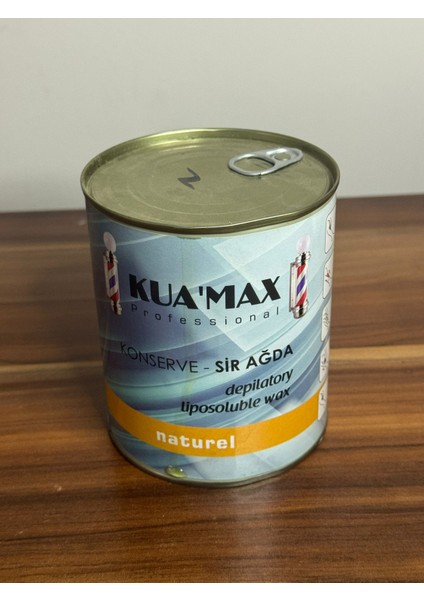 N
KUA'MAX
professional
KONSERVE - SİR AĞDA
depilatory
liposoluble wax
naturel